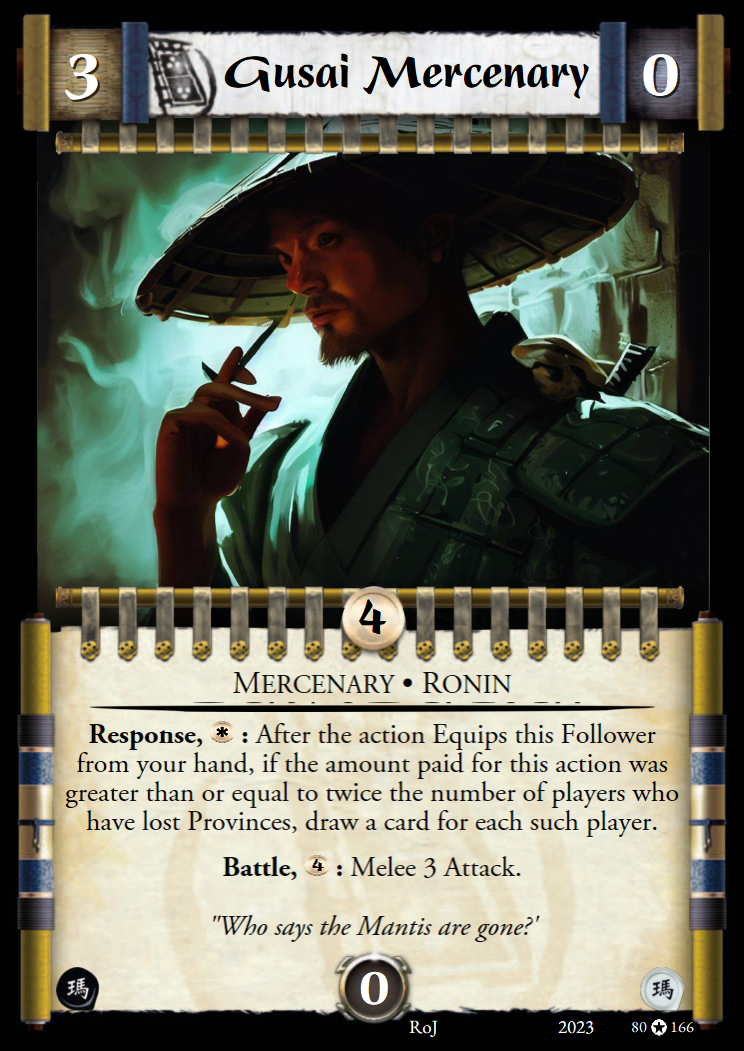 3 Gusai Mercenary 0
4
MERCENARY • RONIN
Response, * : After the action Equips this Follower
from your hand, if the amount paid for this action was
greater than or equal to twice the number of players who
have lost Provinces, draw a card for each such player.
Battle, 4 : Melee 3 Attack.
"Who says the Mantis are gone?'
瑪 0 瑪
RoJ 2023 80 ✪ 166